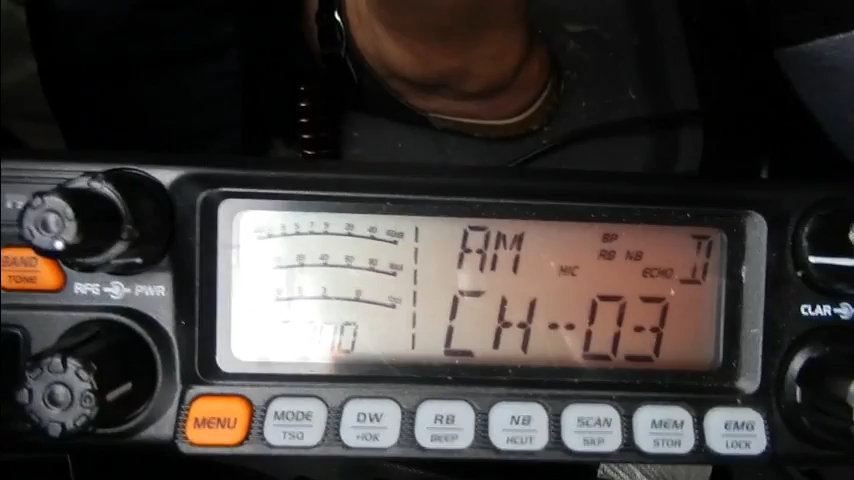 AM
BP
RB NB
MIC
ECHO
D
CH--03
BAND
TONE
RFG PWR
CLAR
MENU
MODE
TSQ
DW
+10K
RB
BEEP
NB
HCUT
SCAN
SKP
MEM
STOR
EMG
LOCK